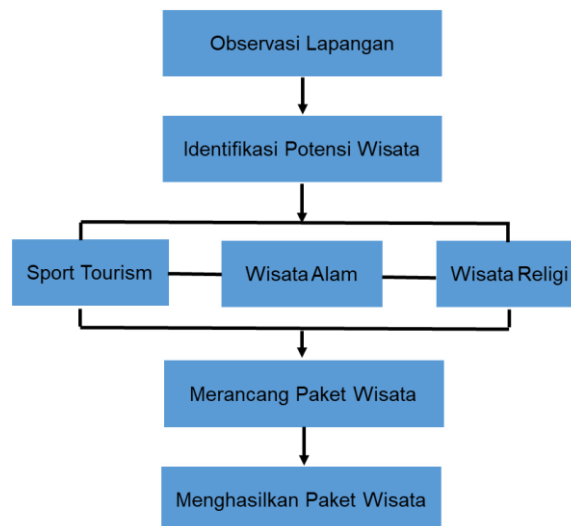 Observasi Lapangan
Identifikasi Potensi Wisata
Sport Tourism
Wisata Alam
Wisata Religi
Merancang Paket Wisata
Menghasilkan Paket Wisata